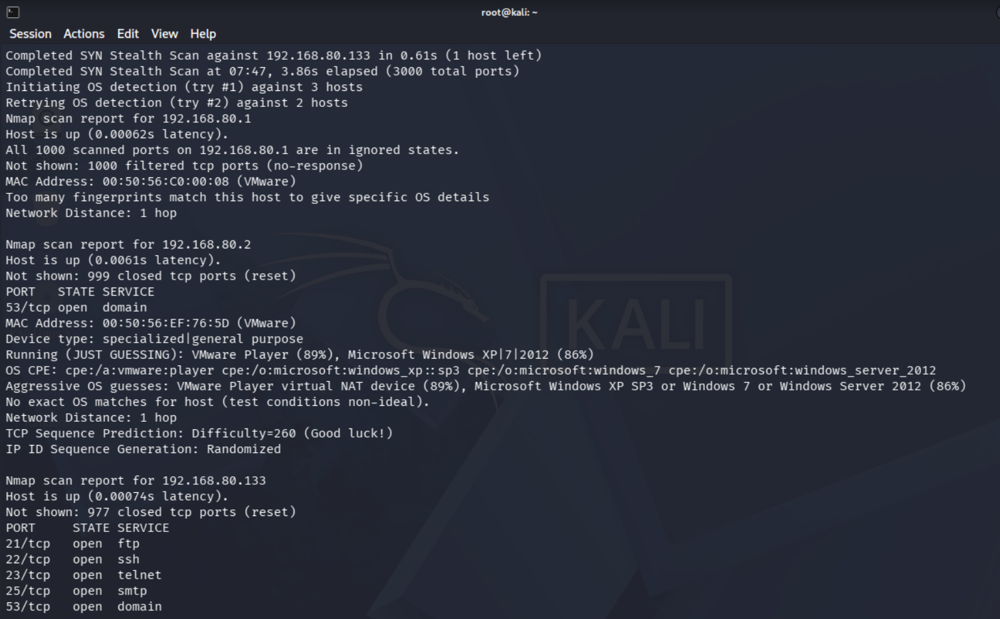 root@kali: ~
Session Actions Edit View Help
Completed SYN Stealth Scan against 192.168.80.133 in 0.61s (1 host left)
Completed SYN Stealth Scan at 07:47, 3.86s elapsed (3000 total ports)
Initiating OS detection (try #1) against 3 hosts
Retrying OS detection (try #2) against 2 hosts
Nmap scan report for 192.168.80.1
Host is up (0.00062s latency).
All 1000 scanned ports on 192.168.80.1 are in ignored states.
Not shown: 1000 filtered tcp ports (no-response)
MAC Address: 00:50:56:C0:00:08 (VMware)
Too many fingerprints match this host to give specific OS details
Network Distance: 1 hop

Nmap scan report for 192.168.80.2
Host is up (0.0061s latency).
Not shown: 999 closed tcp ports (reset)
PORT   STATE SERVICE
53/tcp open  domain
MAC Address: 00:50:56:EF:76:5D (VMware)
Device type: specialized|general purpose
Running (JUST GUESSING): VMware Player (89%), Microsoft Windows XP|7|2012 (86%)
OS CPE: cpe:/a:vmware:player cpe:/o:microsoft:windows_xp::sp3 cpe:/o:microsoft:windows_7 cpe:/o:microsoft:windows_server_2012
Aggressive OS guesses: VMware Player virtual NAT device (89%), Microsoft Windows XP SP3 or Windows 7 or Windows Server 2012 (86%)
No exact OS matches for host (test conditions non-ideal).
Network Distance: 1 hop
TCP Sequence Prediction: Difficulty=260 (Good luck!)
IP ID Sequence Generation: Randomized

Nmap scan report for 192.168.80.133
Host is up (0.00074s latency).
Not shown: 977 closed tcp ports (reset)
PORT     STATE SERVICE
21/tcp   open  ftp
22/tcp   open  ssh
23/tcp   open  telnet
25/tcp   open  smtp
53/tcp   open  domain
KALI